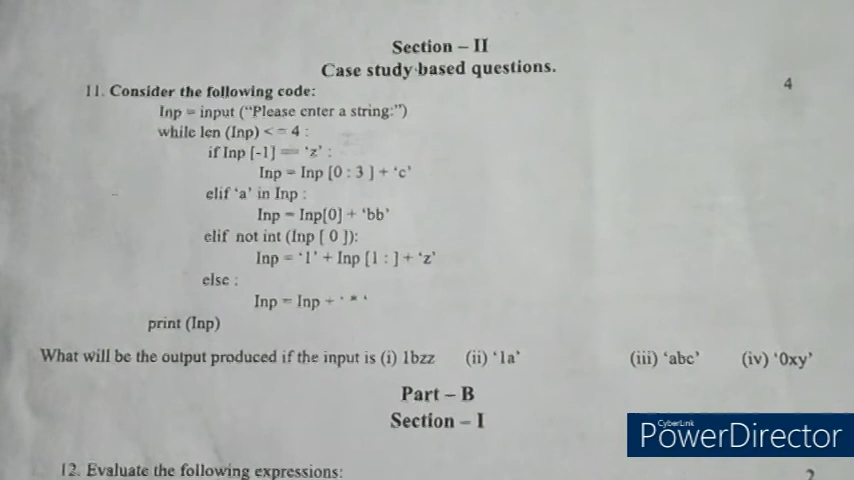 Section – II
Case study based questions.
11. Consider the following code: 4
Inp = input (“Please enter a string:”)
while len (Inp) < = 4 :
if Inp [-1] == ‘z’ :
Inp = Inp [0 : 3 ] + ‘c’
elif ‘a’ in Inp :
Inp = Inp[0] + ‘bb’
elif not int (Inp [ 0 ]):
Inp = ‘1’ + Inp [1 : ] + ‘z’
else :
Inp = Inp + ‘ * ‘
print (Inp)
What will be the output produced if the input is (i) 1bzz (ii) ‘1a’ (iii) ‘abc’ (iv) ‘0xy’
Part – B
Section – I
CyberLink
PowerDirector
12. Evaluate the following expressions: 2